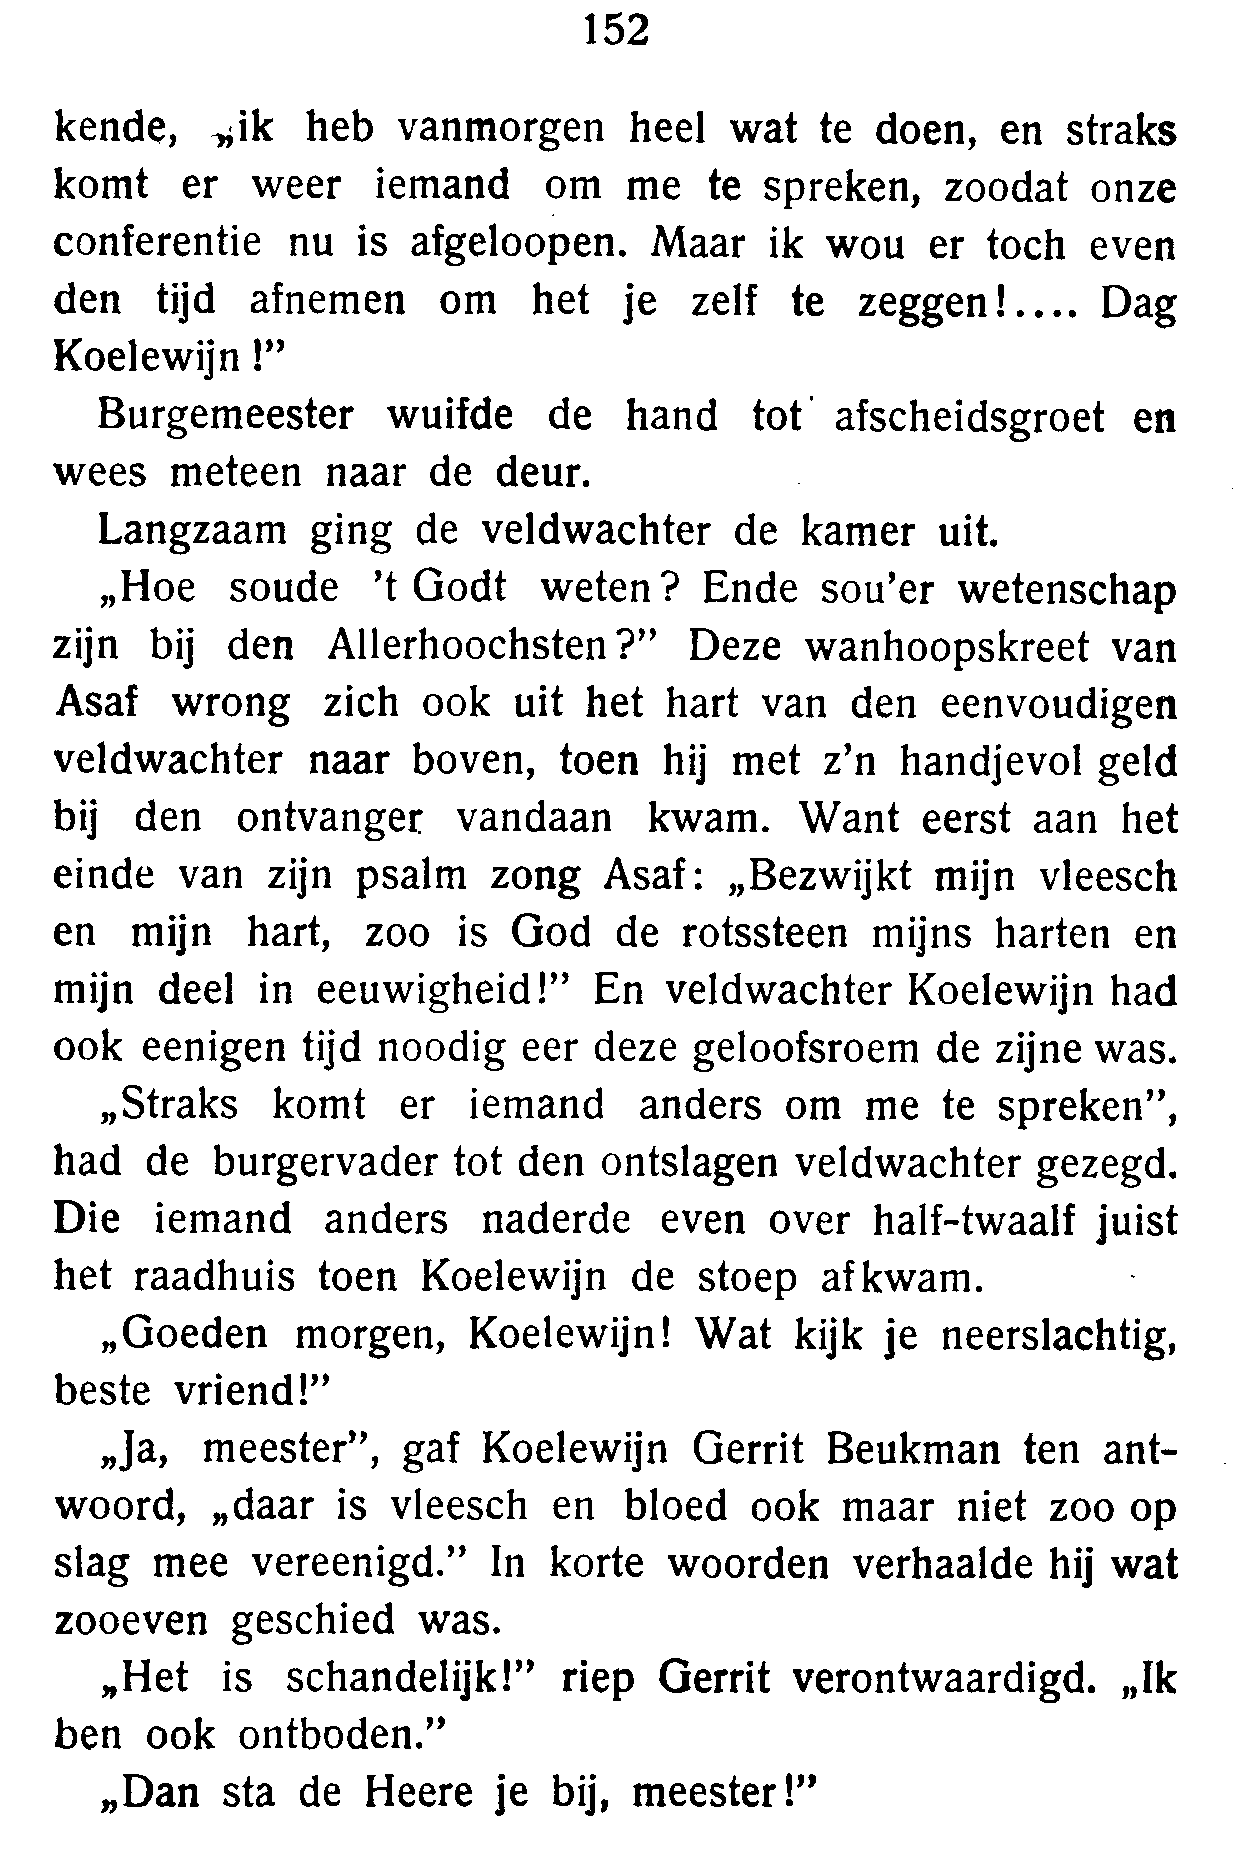 152
kende, „ik heb vanmorgen heel wat te doen, en straks
komt er weer iemand om me te spreken, zoodat onze
conferentie nu is afgeloopen. Maar ik wou er toch even
den tijd afnemen om het je zelf te zeggen!.... Dag
Koelewijn!”
Burgemeester wuifde de hand tot afscheidsgroet en
wees meteen naar de deur.
Langzaam ging de veldwachter de kamer uit.
„Hoe soude ’t Godt weten? Ende sou’er wetenschap
zijn bij den Allerhoochsten?” Deze wanhoopskreet van
Asaf wrong zich ook uit het hart van den eenvoudigen
veldwachter naar boven, toen hij met z’n handjevol geld
bij den ontvanger vandaan kwam. Want eerst aan het
einde van zijn psalm zong Asaf: „Bezwijkt mijn vleesch
en mijn hart, zoo is God de rotssteen mijns harten en
mijn deel in eeuwigheid!” En veldwachter Koelewijn had
ook eenigen tijd noodig eer deze geloofsroem de zijne was.
„Straks komt er iemand anders om me te spreken”,
had de burgervader tot den ontslagen veldwachter gezegd.
Die iemand anders naderde even over half-twaalf juist
het raadhuis toen Koelewijn de stoep afkwam.
„Goeden morgen, Koelewijn! Wat kijk je neerslachtig,
beste vriend!”
„Ja, meester”, gaf Koelewijn Gerrit Beukman ten ant-
woord, „daar is vleesch en bloed ook maar niet zoo op
slag mee vereenigd.” In korte woorden verhaalde hij wat
zooeven geschied was.
„Het is schandelijk!” riep Gerrit verontwaardigd. „Ik
ben ook ontboden.”
„Dan sta de Heere je bij, meester!”